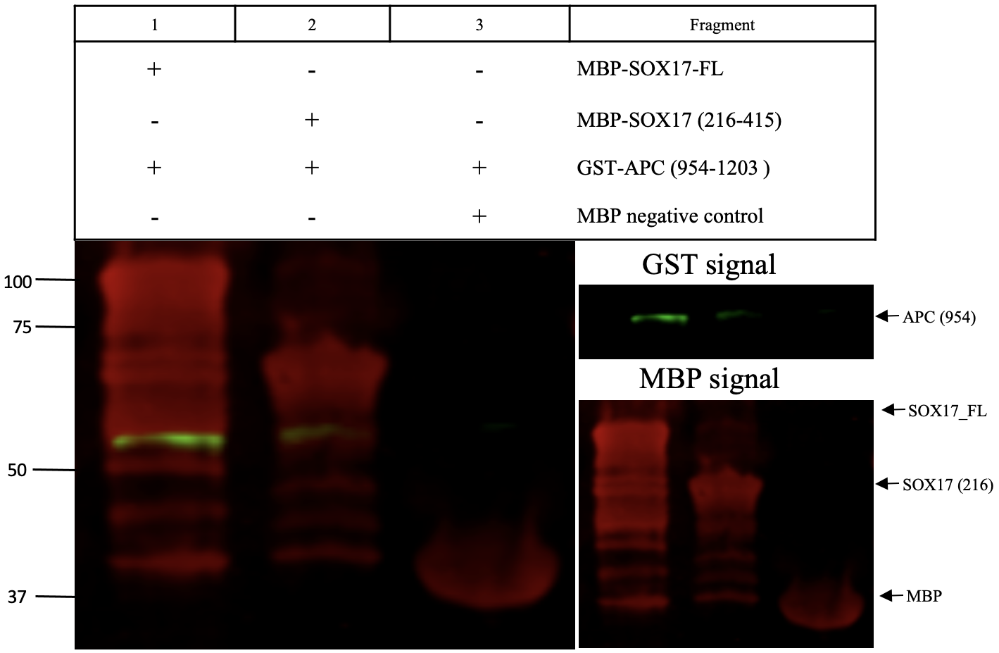 1 2 3 Fragment
+ - - MBP-SOX17-FL
- + - MBP-SOX17 (216-415)
+ + + GST-APC (954-1203 )
- - + MBP negative control
GST signal
100
75
APC (954)
MBP signal
SOX17_FL
50
SOX17 (216)
37
MBP